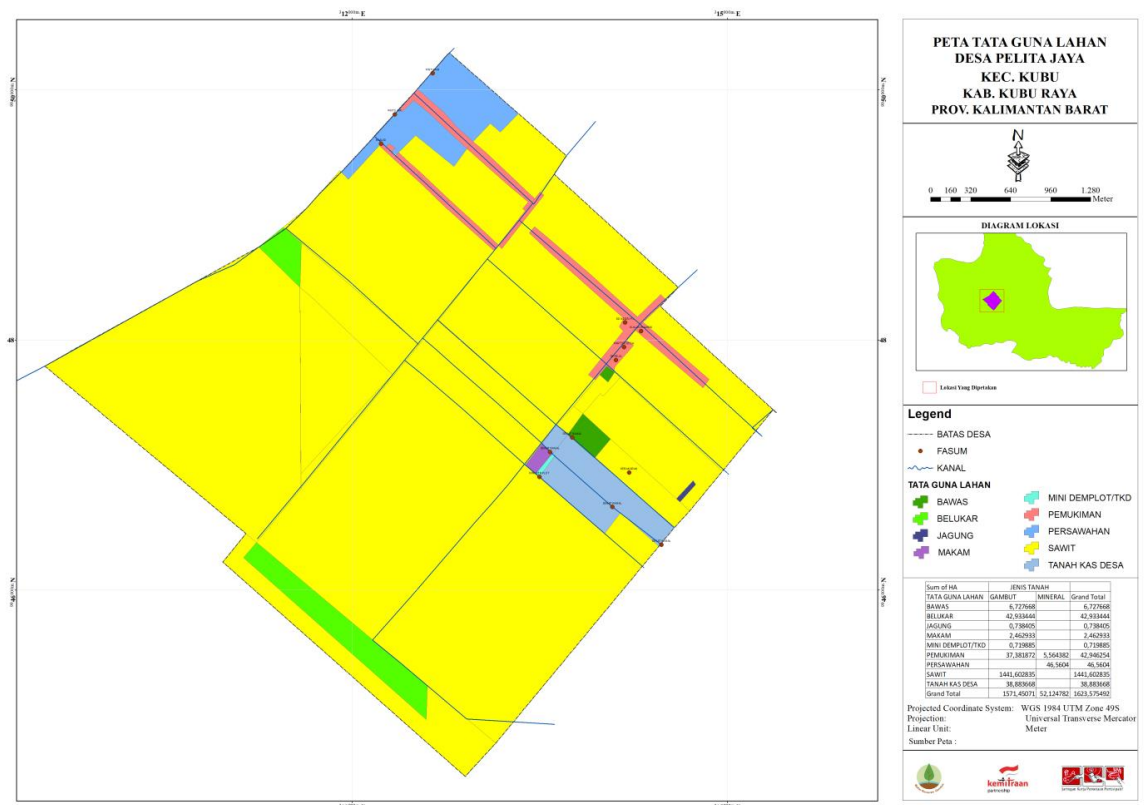 PETA TATA GUNA LAHAN
DESA PELITA JAYA
KEC. KUBU
KAB. KUBU RAYA
PROV. KALIMANTAN BARAT
N
0 160 320 640 960 1.280
Meter
DIAGRAM LOKASI
Lokasi Yang Dipetakan
Legend
BATAS DESA
FASUM
KANAL
TATA GUNA LAHAN
BAWAS
BELUKAR
JAGUNG
MAKAM
MINI DEMPLOT/TKD
PEMUKIMAN
PERSAWAHAN
SAWIT
TANAH KAS DESA
Sum of HA JENIS TANAH
TATA GUNA LAHAN GAMBUT MINERAL Grand Total
BAWAS 6,727668 6,727668
BELUKAR 42,933444 42,933444
JAGUNG 0,738405 0,738405
MAKAM 2,462933 2,462933
MINI DEMPLOT/TKD 0,719885 0,719885
PEMUKIMAN 37,381872 5,564382 42,946254
PERSAWAHAN 46,5604 46,5604
SAWIT 1441,602835 1441,602835
TANAH KAS DESA 38,883668 38,883668
Grand Total 1571,45071 52,124782 1623,575492
Projected Coordinate System: WGS 1984 UTM Zone 49S
Projection: Universal Transverse Mercator
Linear Unit: Meter
Sumber Peta :
kemitraan
partnership